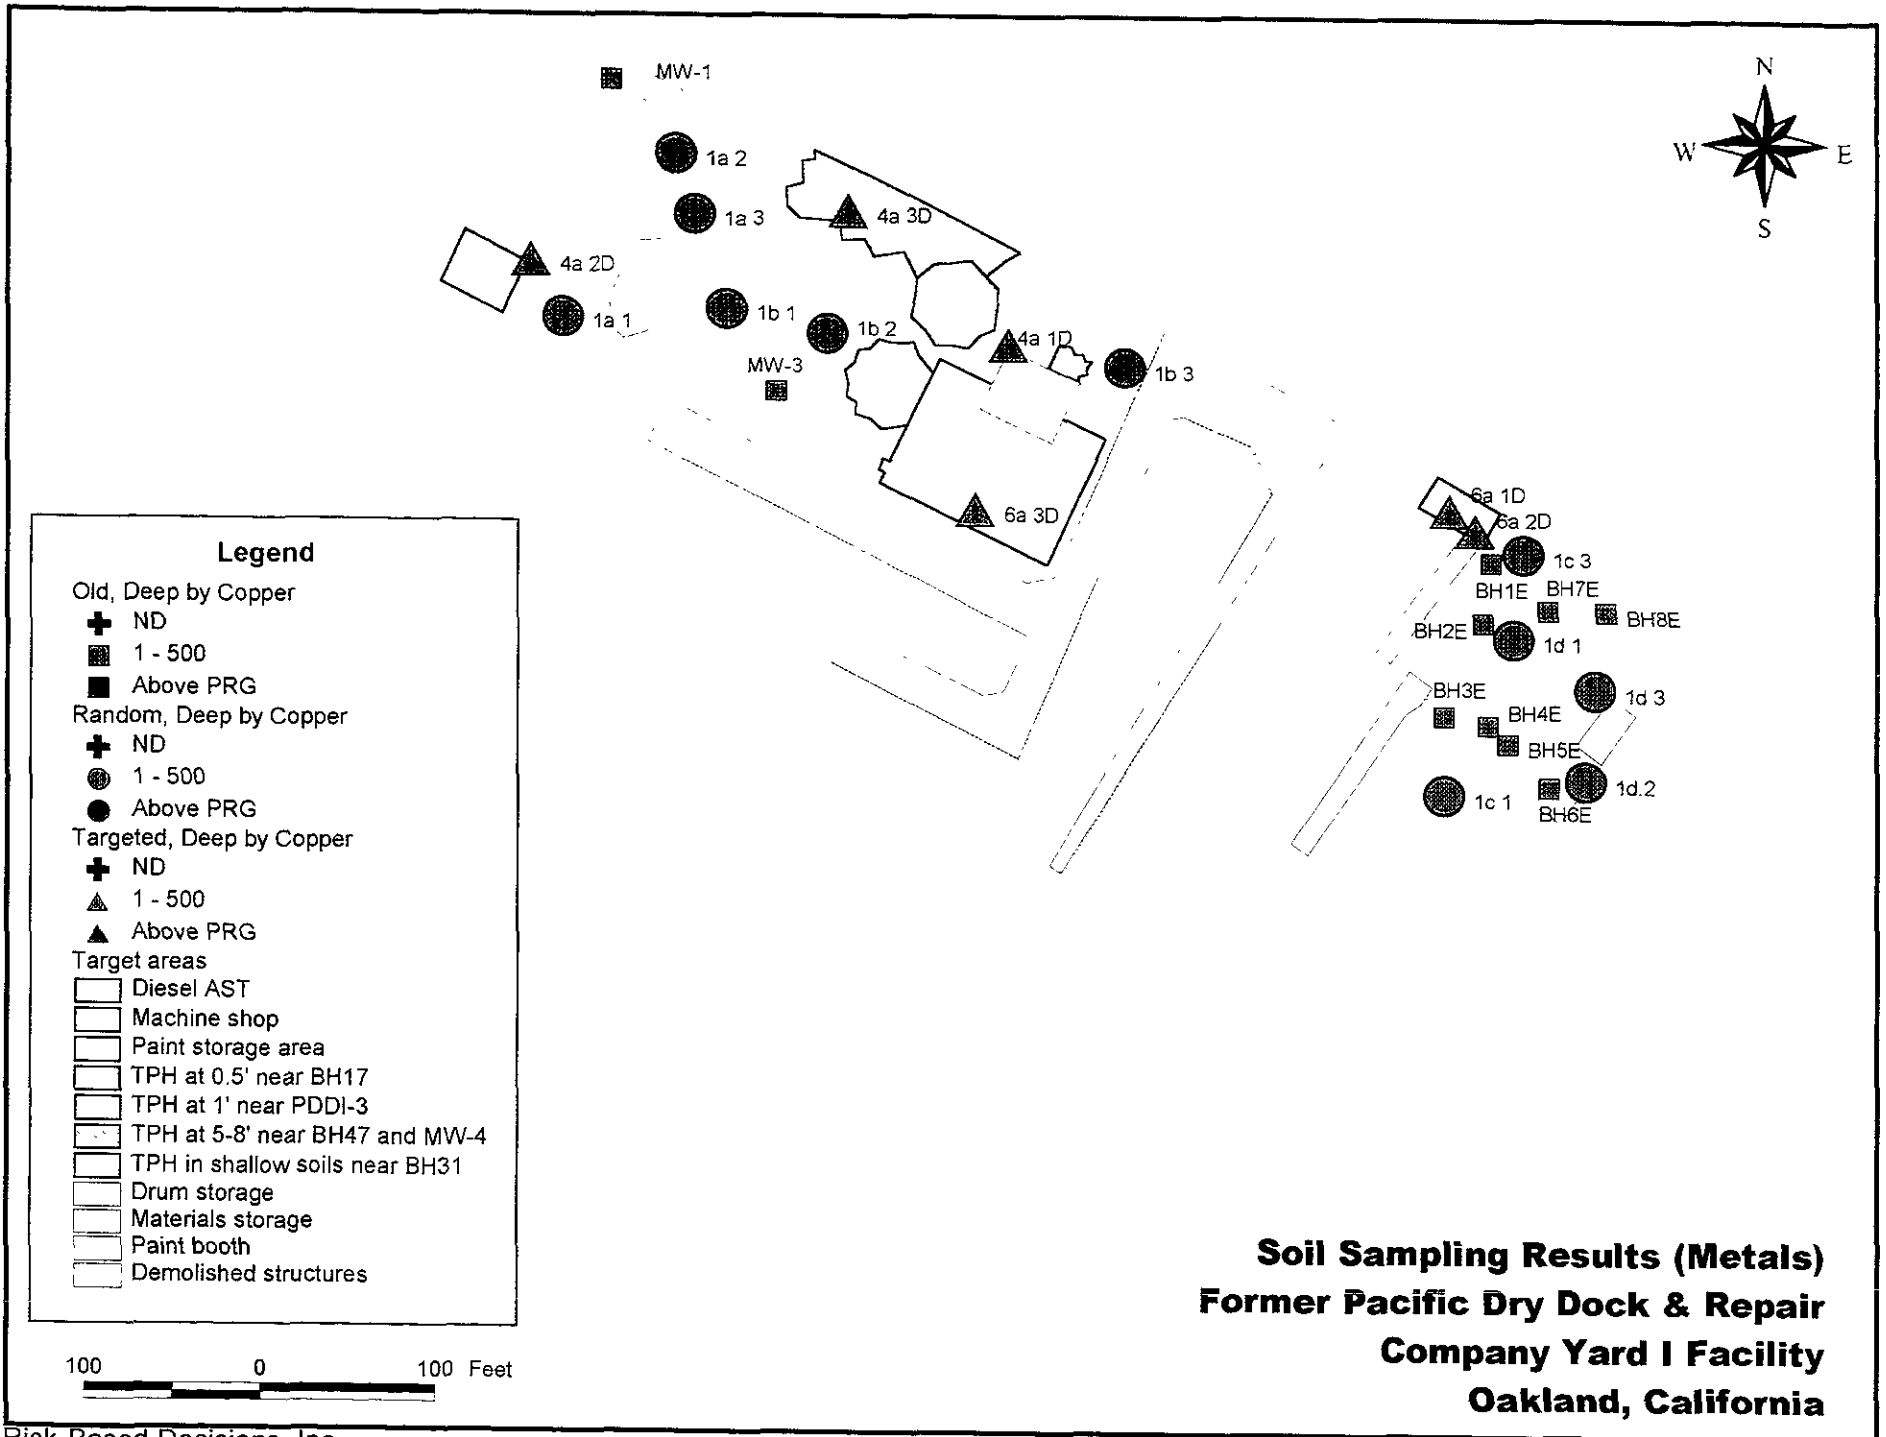 MW-1
N
W
E
S
1a 2
1a 3
4a 3D
4a 2D
1a 1
1b 1
1b 2
4a 1D
MW-3
1b 3
6a 3D
6a 1D
6a 2D
1c 3
BH1E
BH7E
BH2E
BH8E
1d 1
BH3E
1d 3
BH4E
BH5E
1c 1
1d.2
BH6E
Legend
Old, Deep by Copper
ND
1 - 500
Above PRG
Random, Deep by Copper
ND
1 - 500
Above PRG
Targeted, Deep by Copper
ND
1 - 500
Above PRG
Target areas
Diesel AST
Machine shop
Paint storage area
TPH at 0.5' near BH17
TPH at 1' near PDDI-3
TPH at 5-8' near BH47 and MW-4
TPH in shallow soils near BH31
Drum storage
Materials storage
Paint booth
Demolished structures
100 0 100 Feet
Soil Sampling Results (Metals)
Former Pacific Dry Dock & Repair
Company Yard I Facility
Oakland, California
Risk-Based Decisions, Inc.